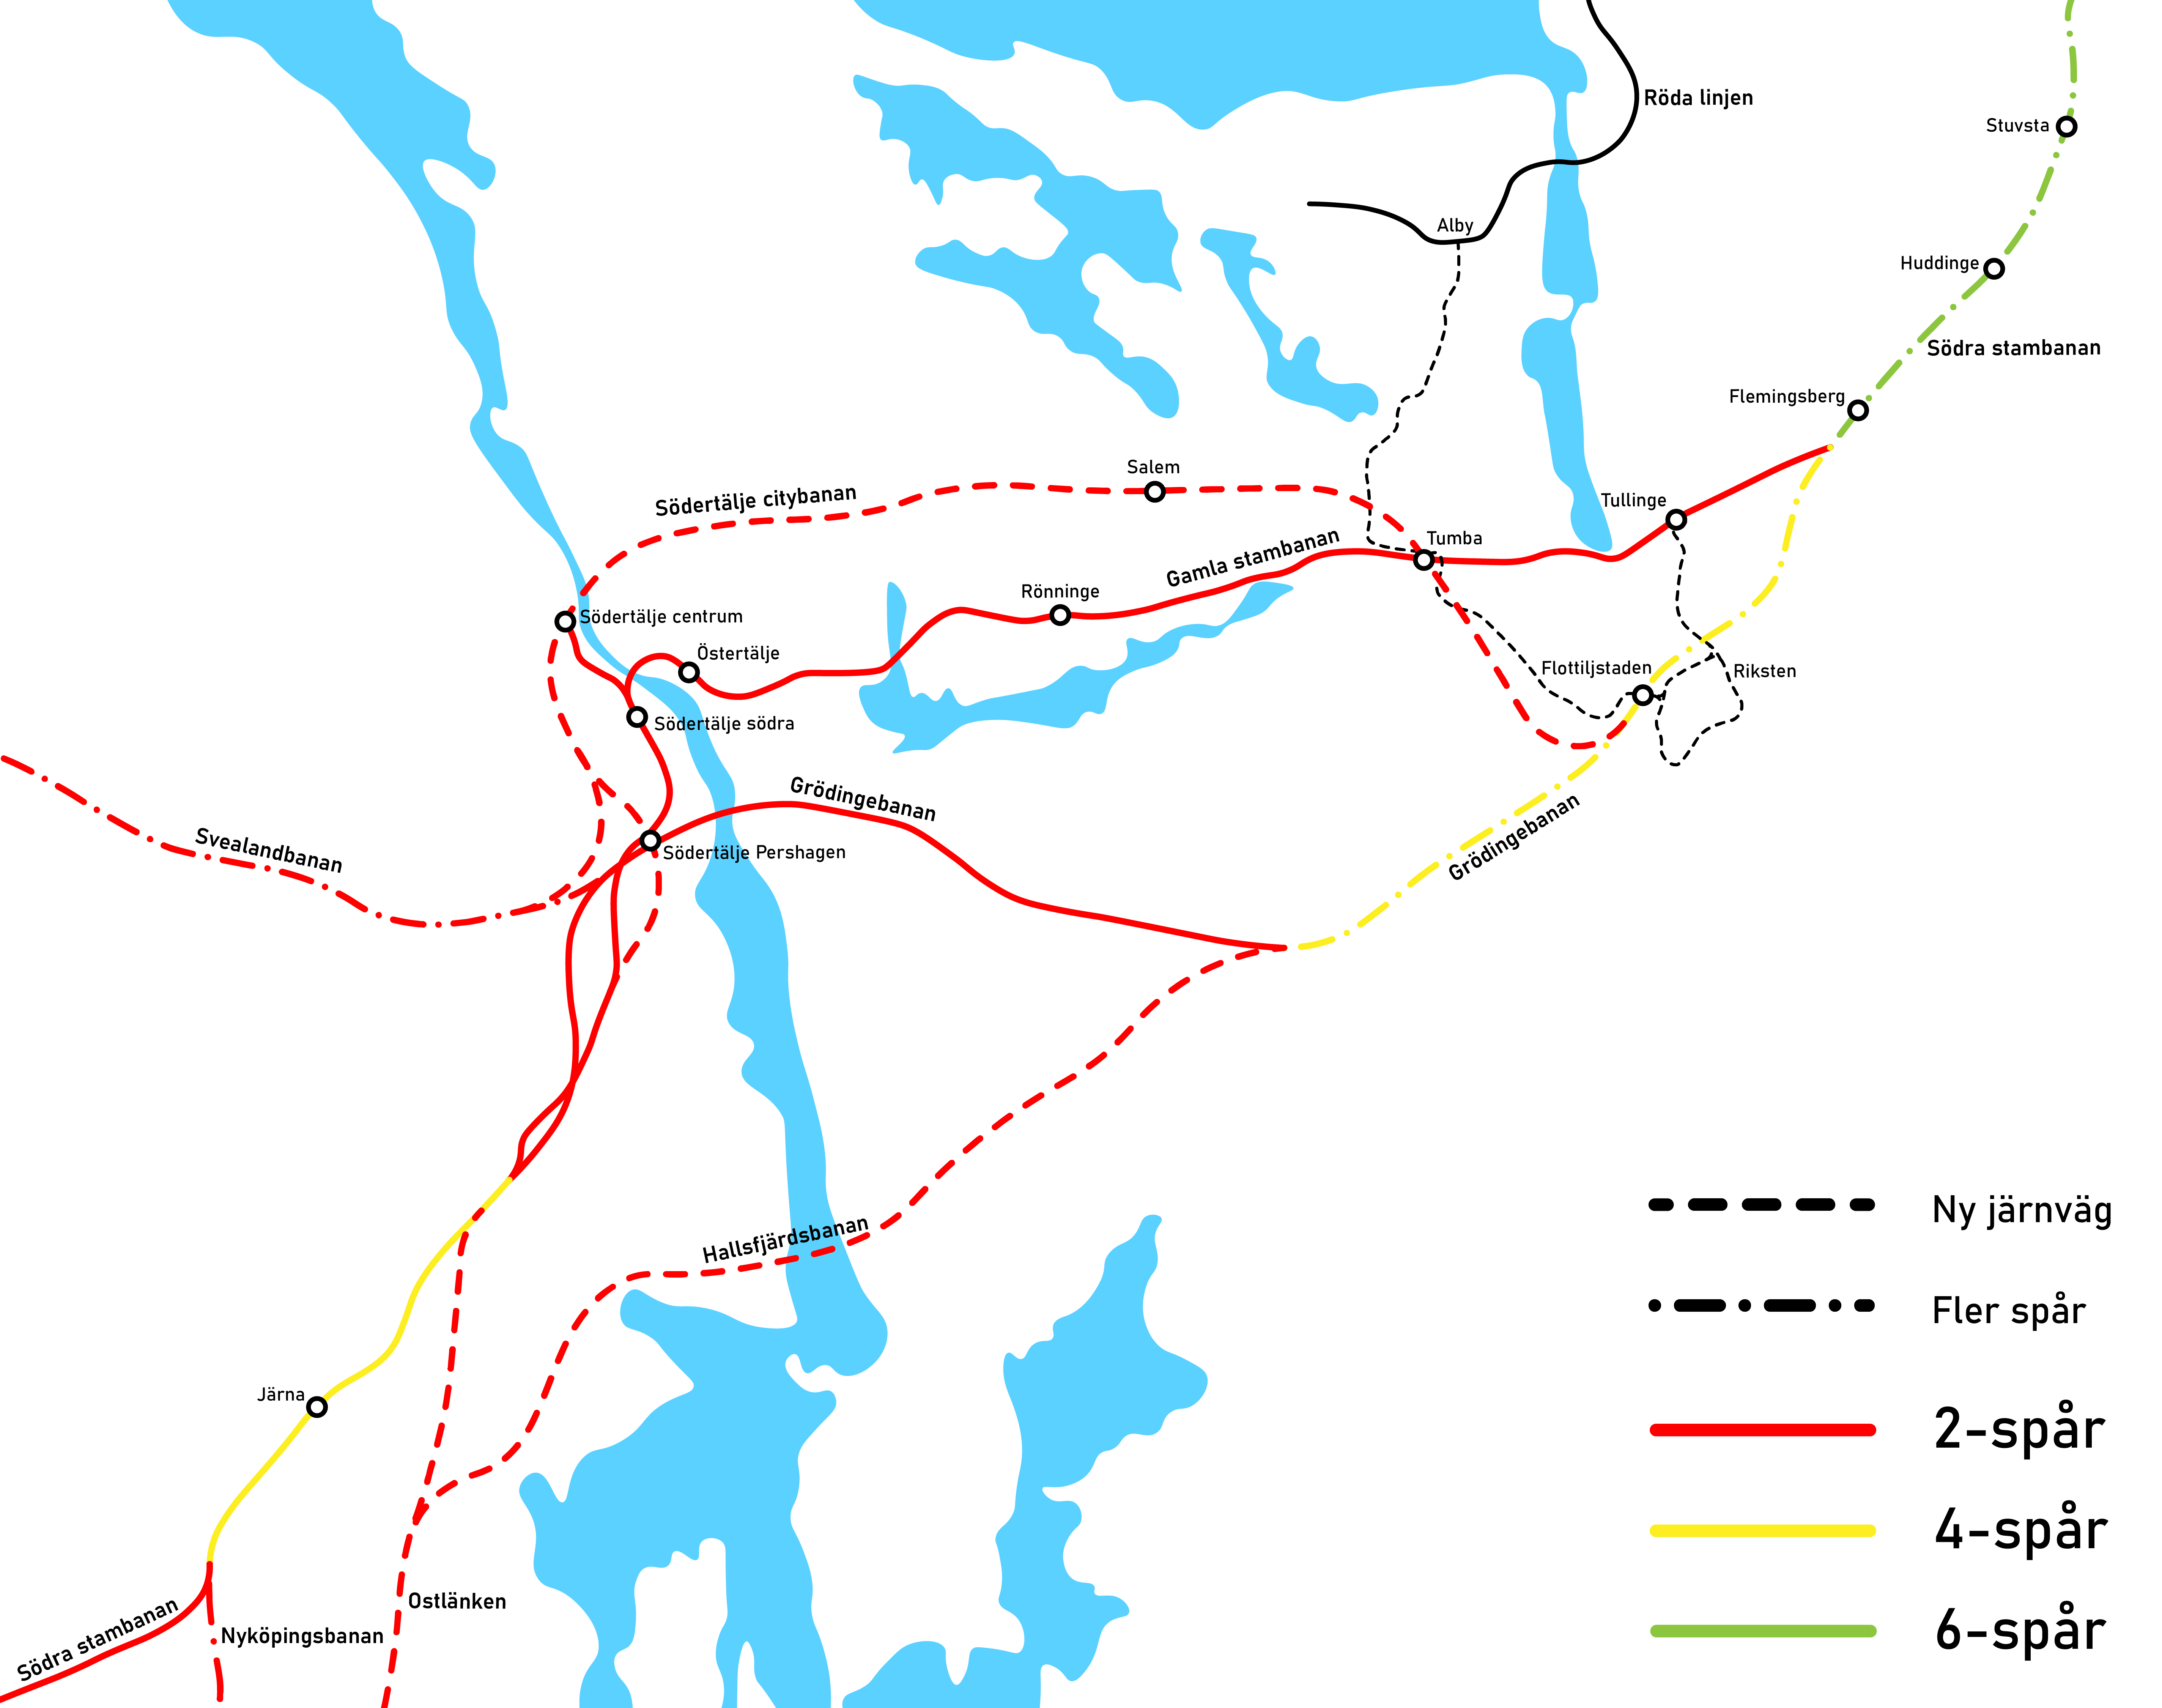 Röda linjen
Stuvsta
Alby
Huddinge
Södra stambanan
Flemingsberg
Salem
Södertälje citybanan
Tullinge
Tumba
Gamla stambanan
Rönninge
Södertälje centrum
Östertälje
Flottiljstaden
Riksten
Södertälje södra
Grödingebanan
Svealandbanan
Södertälje Pershagen
Grödingebanan
Ny järnväg
Hallsfjärdsbanan
Fler spår
Järna
2-spår
4-spår
Ostlänken
Södra stambanan
Nyköpingsbanan
6-spår